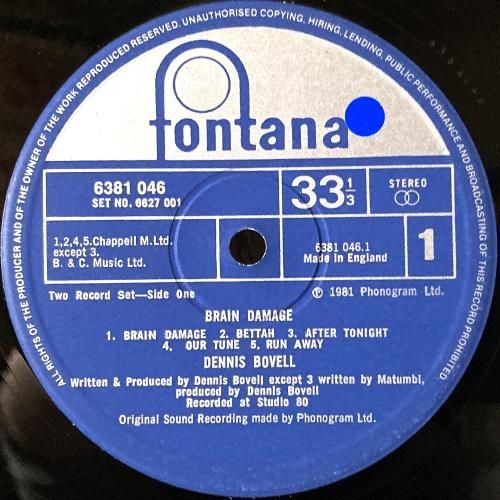 ALL RIGHTS OF THE PRODUCER AND OF THE OWNER OF THE WORK REPRODUCED RESERVED. UNAUTHORISED COPYING, HIRING, LENDING, PUBLIC PERFORMANCE AND BROADCASTING OF THIS RECORD PROHIBITED.
fontana
6381 046
SET NO. 6627 001
33 1/3
STEREO
1,2,4,5.Chappell M.Ltd.
except 3.
B. & C. Music Ltd.
6381 046.1
Made in England
1
Two Record Set—Side One
℗ 1981 Phonogram Ltd.
BRAIN DAMAGE
1. BRAIN DAMAGE 2. BETTAH 3. AFTER TONIGHT
4. OUR TUNE 5. RUN AWAY
DENNIS BOVELL
Written & Produced by Dennis Bovell except 3 written by Matumbi,
produced by Dennis Bovell
Recorded at Studio 80
Original Sound Recording made by Phonogram Ltd.